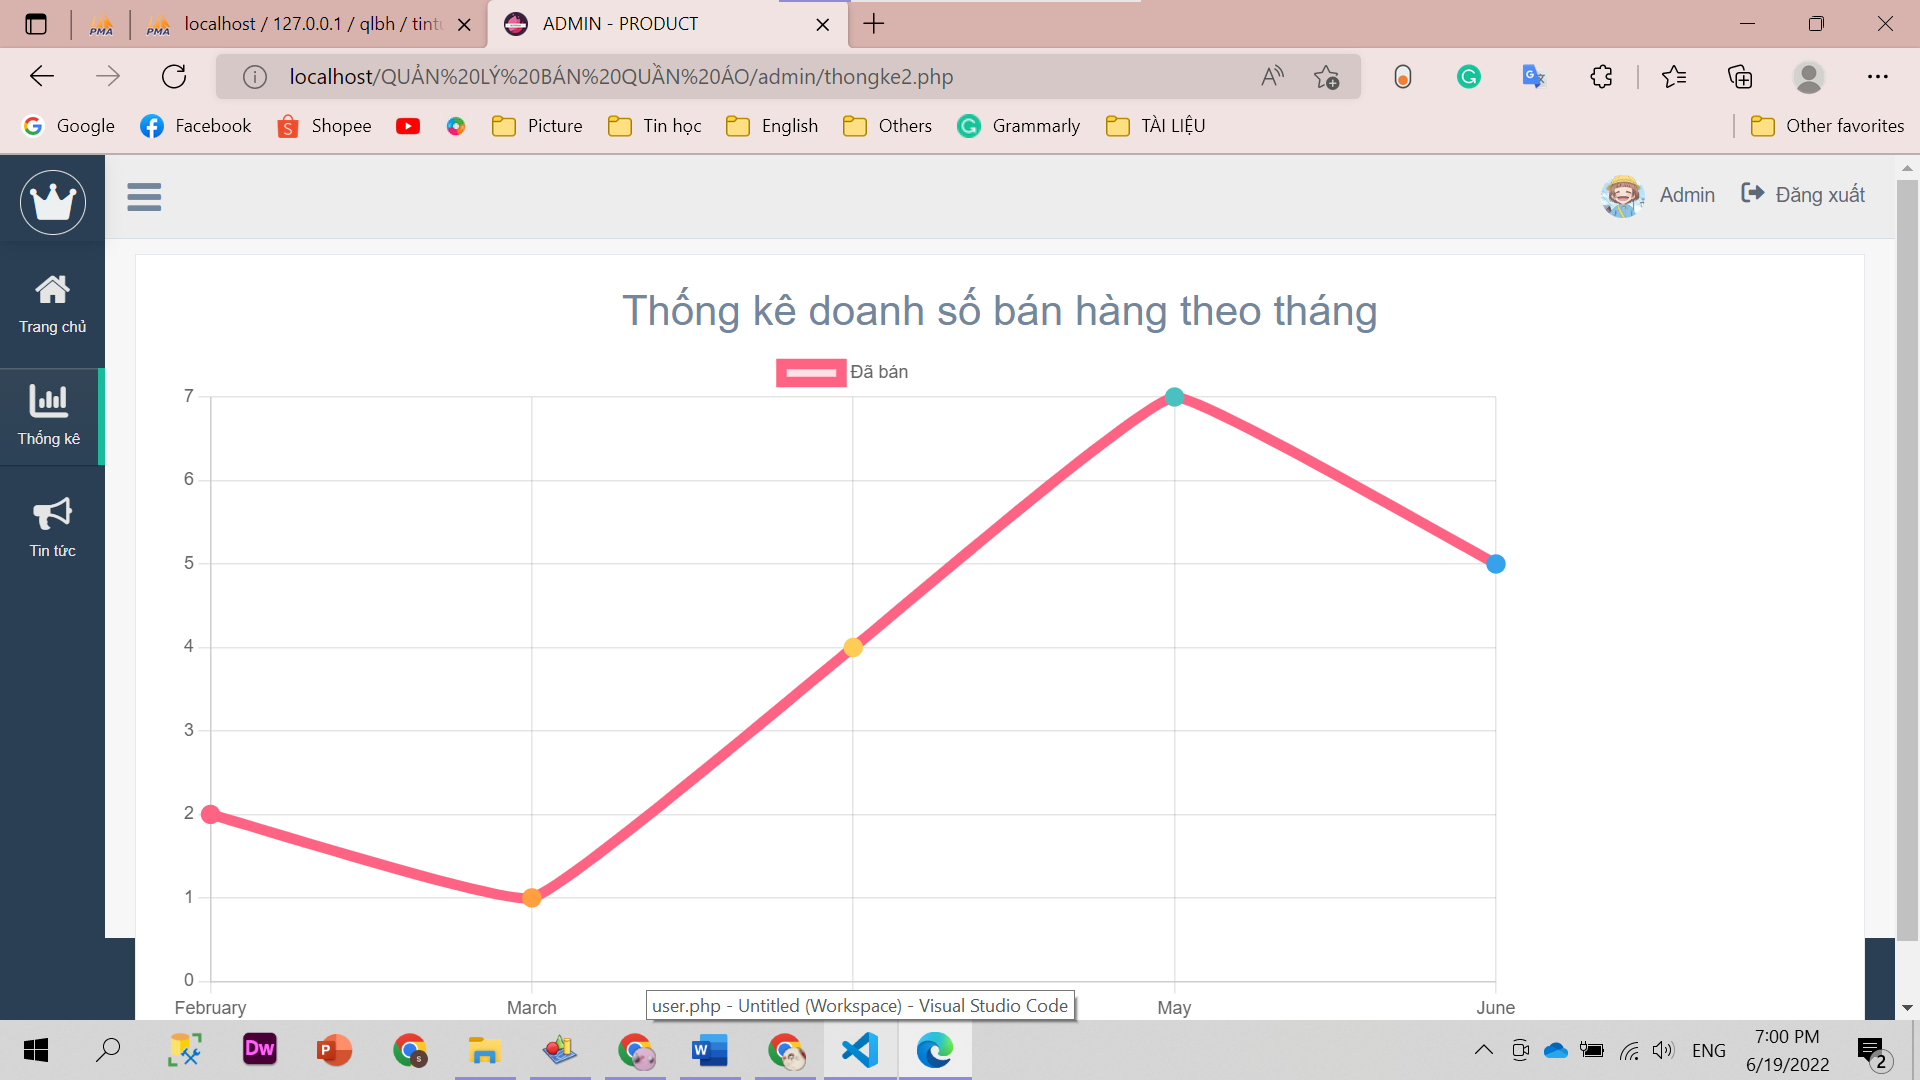 PMA
PMA localhost / 127.0.0.1 / qlbh / tintu
ADMIN - PRODUCT
localhost/QUẢN%20LÝ%20BÁN%20QUẦN%20ÁO/admin/thongke2.php
Google Facebook Shopee Picture Tin học English Others Grammarly TÀI LIỆU Other favorites
Admin Đăng xuất
Trang chủ
Thống kê
Tin tức
Thống kê doanh số bán hàng theo tháng
Đã bán
7
6
5
4
3
2
1
0
February March May June
user.php - Untitled (Workspace) - Visual Studio Code
Dw
ENG
7:00 PM
6/19/2022
2